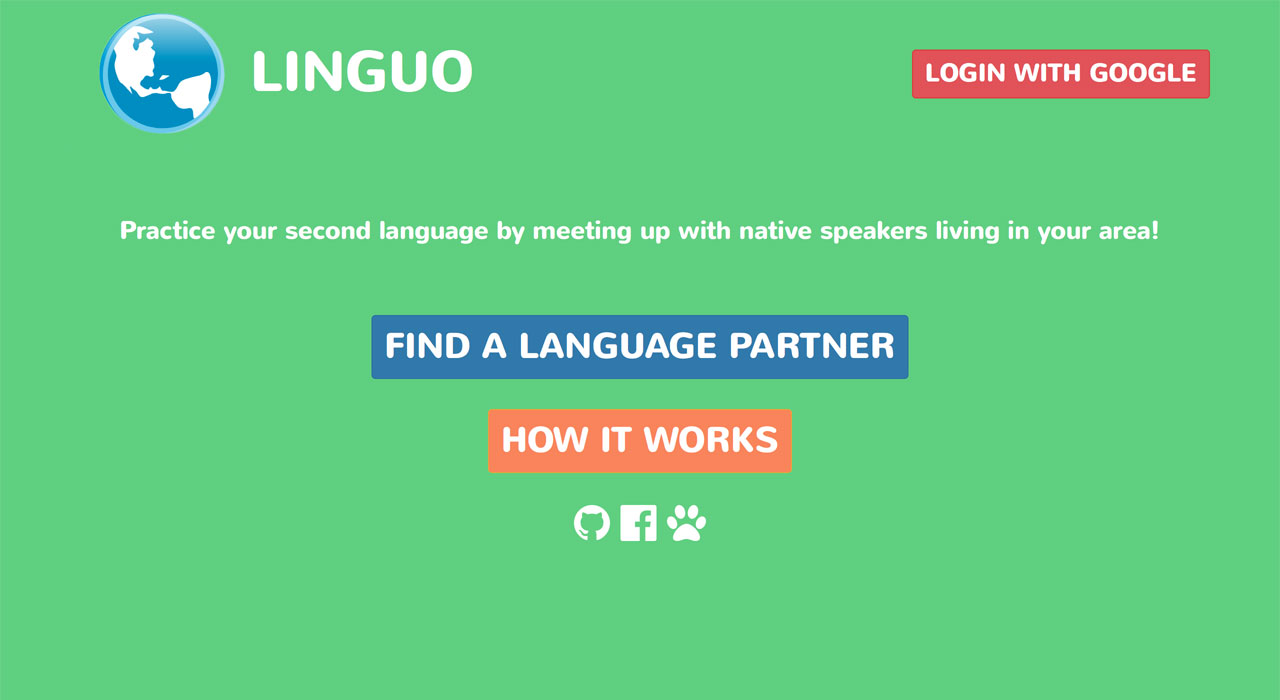 LINGUO
LOGIN WITH GOOGLE
Practice your second language by meeting up with native speakers living in your area!
FIND A LANGUAGE PARTNER
HOW IT WORKS